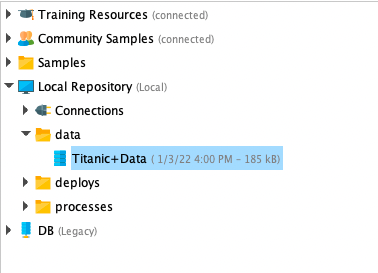 Training Resources (connected)
Community Samples (connected)
Samples
Local Repository (Local)
Connections
data
Titanic+Data ( 1/3/22 4:00 PM – 185 kB)
deploys
processes
DB (Legacy)